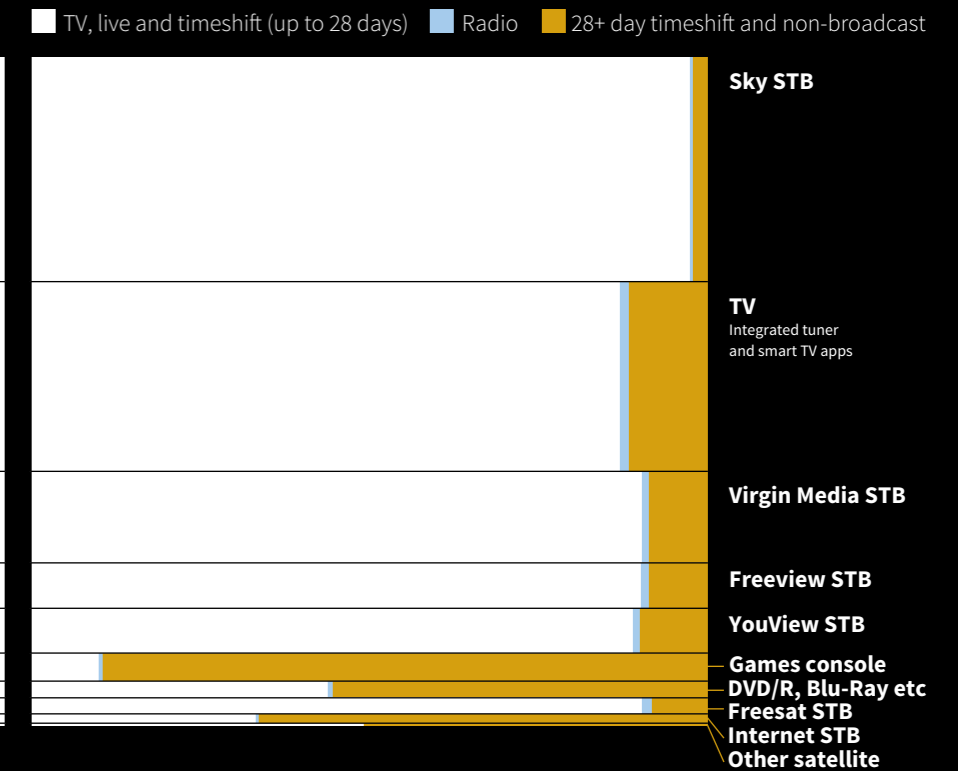 TV, live and timeshift (up to 28 days) Radio 28+ day timeshift and non-broadcast
Sky STB
TV
Integrated tuner
and smart TV apps
Virgin Media STB
Freeview STB
YouView STB
Games console
DVD/R, Blu-Ray etc
Freesat STB
Internet STB
Other satellite